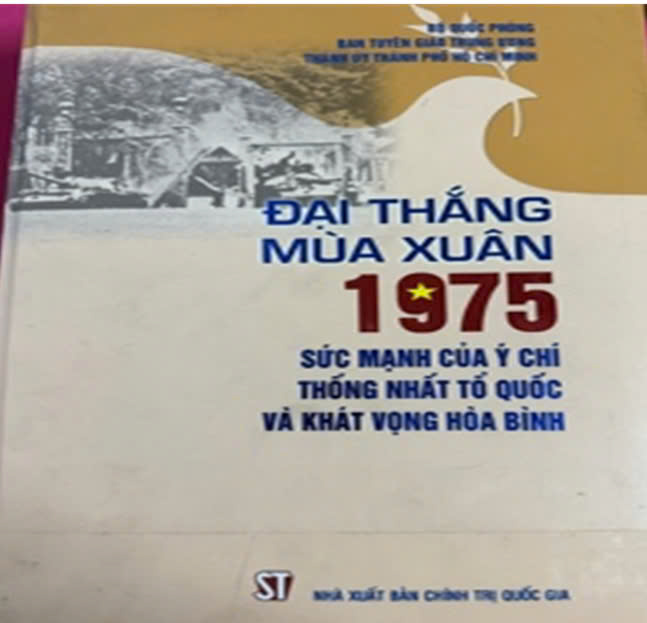 BỘ QUỐC PHÒNG
BAN TUYÊN GIÁO TRUNG ƯƠNG
THÀNH ỦY THÀNH PHỐ HỒ CHÍ MINH
ĐẠI THẮNG
MÙA XUÂN
1975
SỨC MẠNH CỦA Ý CHÍ
THỐNG NHẤT TỔ QUỐC
VÀ KHÁT VỌNG HÒA BÌNH
ST NHÀ XUẤT BẢN CHÍNH TRỊ QUỐC GIA